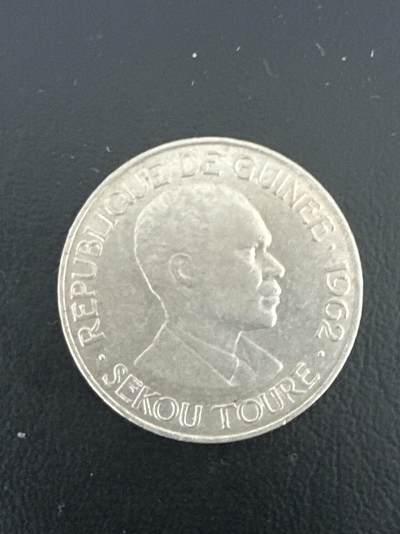 REPUBLIQUE DE GUINEE · 1962 ·
SEKOU TOURE ·